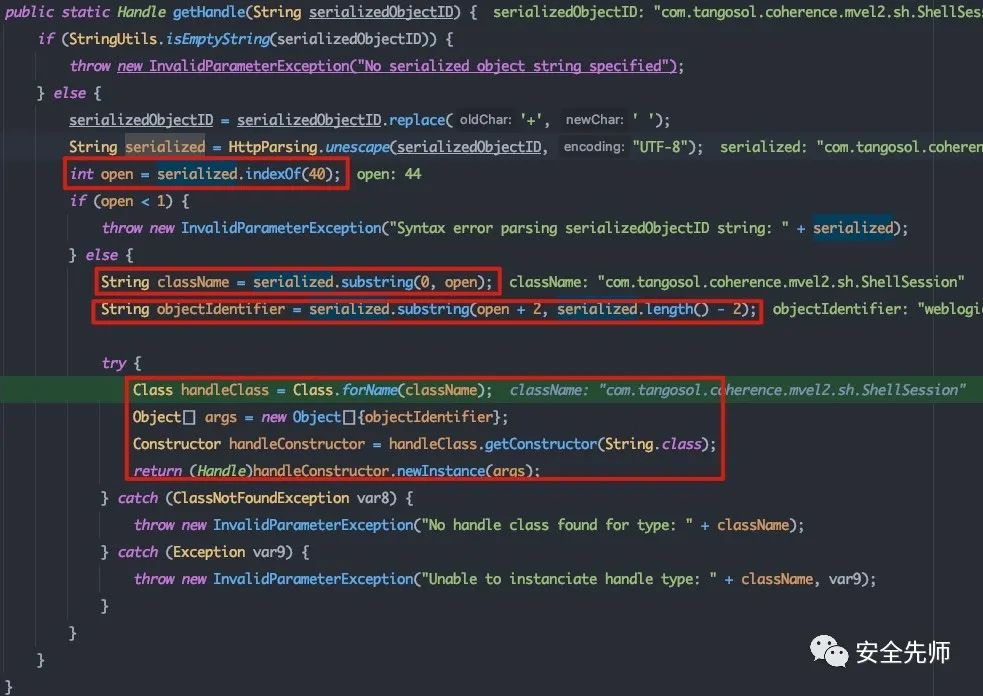 public static Handle getHandle(String serializedObjectID) { serializedObjectID: "com.tangosol.coherence.mvel2.sh.ShellSess
if (StringUtils.isEmptyString(serializedObjectID)) {
throw new InvalidParameterException("No serialized object string specified");
} else {
serializedObjectID = serializedObjectID.replace( oldChar: '+', newChar: ' ');
String serialized = HttpParsing.unescape(serializedObjectID, encoding: "UTF-8"); serialized: "com.tangosol.coheren
int open = serialized.indexOf(40); open: 44
if (open < 1) {
throw new InvalidParameterException("Syntax error parsing serializedObjectID string: " + serialized);
} else {
String className = serialized.substring(0, open); className: "com.tangosol.coherence.mvel2.sh.ShellSession"
String objectIdentifier = serialized.substring(open + 2, serialized.length() - 2); objectIdentifier: "weblogic
try {
Class handleClass = Class.forName(className); className: "com.tangosol.coherence.mvel2.sh.ShellSession"
Object[] args = new Object[]{objectIdentifier};
Constructor handleConstructor = handleClass.getConstructor(String.class);
return (Handle)handleConstructor.newInstance(args);
} catch (ClassNotFoundException var8) {
throw new InvalidParameterException("No handle class found for type: " + className);
} catch (Exception var9) {
throw new InvalidParameterException("Unable to instanciate handle type: " + className, var9);
}
}
}
}
安全先师